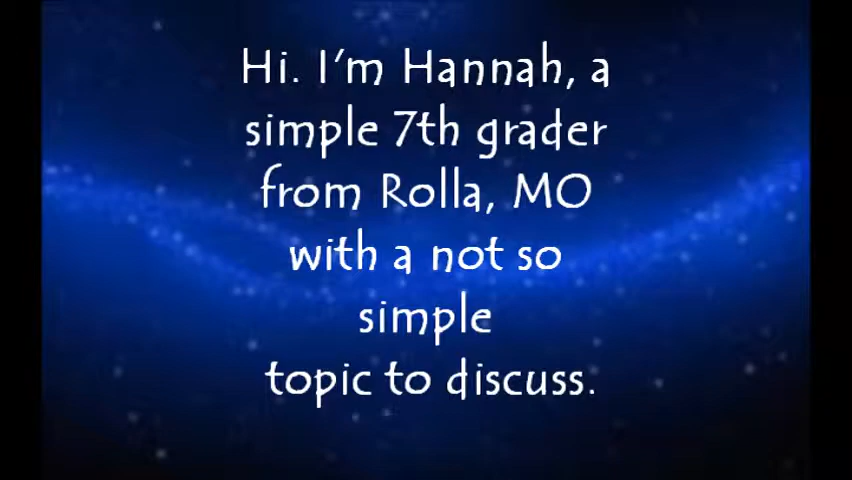 Hi. I'm Hannah, a
simple 7th grader
from Rolla, MO
with a not so
simple
topic to discuss.